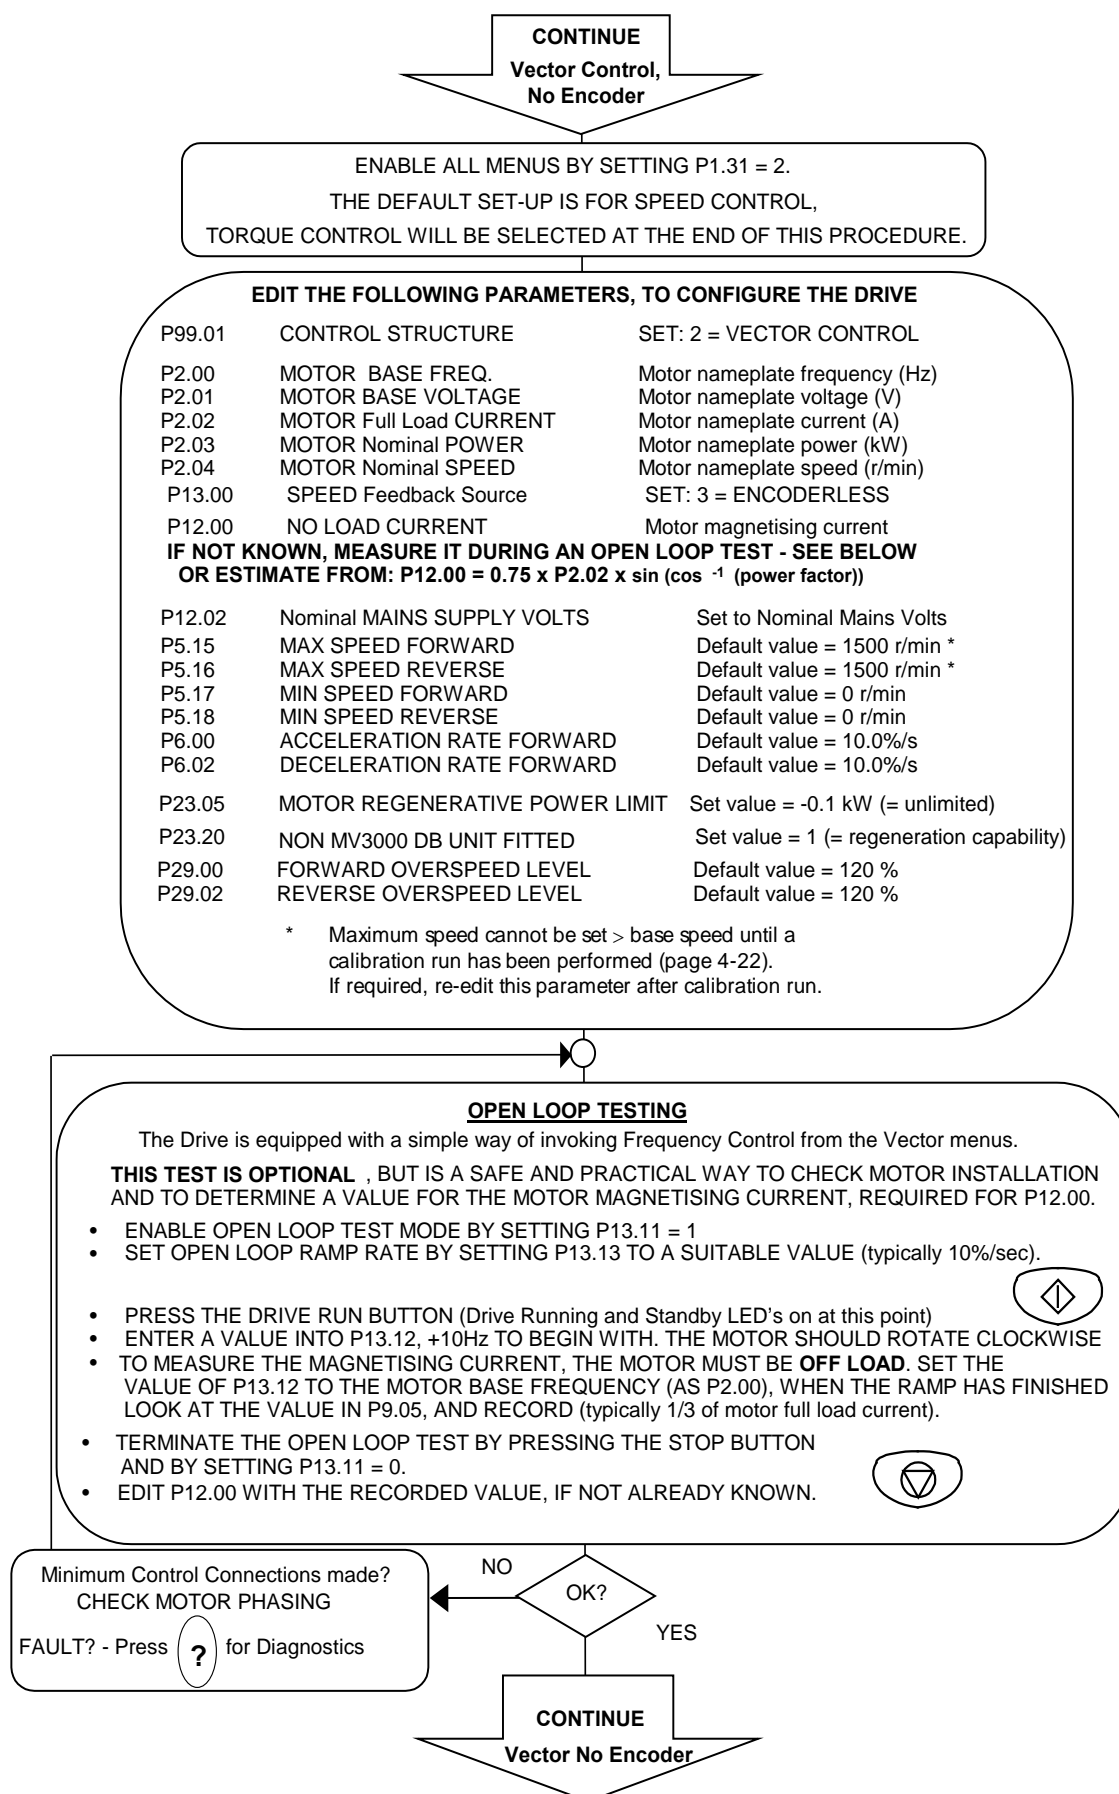 CONTINUE
Vector Control,
No Encoder
ENABLE ALL MENUS BY SETTING P1.31 = 2.
THE DEFAULT SET-UP IS FOR SPEED CONTROL,
TORQUE CONTROL WILL BE SELECTED AT THE END OF THIS PROCEDURE.
EDIT THE FOLLOWING PARAMETERS, TO CONFIGURE THE DRIVE
P99.01 CONTROL STRUCTURE SET: 2 = VECTOR CONTROL
P2.00 MOTOR BASE FREQ. Motor nameplate frequency (Hz)
P2.01 MOTOR BASE VOLTAGE Motor nameplate voltage (V)
P2.02 MOTOR Full Load CURRENT Motor nameplate current (A)
P2.03 MOTOR Nominal POWER Motor nameplate power (kW)
P2.04 MOTOR Nominal SPEED Motor nameplate speed (r/min)
P13.00 SPEED Feedback Source SET: 3 = ENCODERLESS
P12.00 NO LOAD CURRENT Motor magnetising current
IF NOT KNOWN, MEASURE IT DURING AN OPEN LOOP TEST - SEE BELOW
OR ESTIMATE FROM: P12.00 = 0.75 x P2.02 x sin (cos -1 (power factor))
P12.02 Nominal MAINS SUPPLY VOLTS Set to Nominal Mains Volts
P5.15 MAX SPEED FORWARD Default value = 1500 r/min *
P5.16 MAX SPEED REVERSE Default value = 1500 r/min *
P5.17 MIN SPEED FORWARD Default value = 0 r/min
P5.18 MIN SPEED REVERSE Default value = 0 r/min
P6.00 ACCELERATION RATE FORWARD Default value = 10.0%/s
P6.02 DECELERATION RATE FORWARD Default value = 10.0%/s
P23.05 MOTOR REGENERATIVE POWER LIMIT Set value = -0.1 kW (= unlimited)
P23.20 NON MV3000 DB UNIT FITTED Set value = 1 (= regeneration capability)
P29.00 FORWARD OVERSPEED LEVEL Default value = 120 %
P29.02 REVERSE OVERSPEED LEVEL Default value = 120 %
* Maximum speed cannot be set > base speed until a
calibration run has been performed (page 4-22).
If required, re-edit this parameter after calibration run.
OPEN LOOP TESTING
The Drive is equipped with a simple way of invoking Frequency Control from the Vector menus.
THIS TEST IS OPTIONAL , BUT IS A SAFE AND PRACTICAL WAY TO CHECK MOTOR INSTALLATION
AND TO DETERMINE A VALUE FOR THE MOTOR MAGNETISING CURRENT, REQUIRED FOR P12.00.
• ENABLE OPEN LOOP TEST MODE BY SETTING P13.11 = 1
• SET OPEN LOOP RAMP RATE BY SETTING P13.13 TO A SUITABLE VALUE (typically 10%/sec).
• PRESS THE DRIVE RUN BUTTON (Drive Running and Standby LED's on at this point)
• ENTER A VALUE INTO P13.12, +10Hz TO BEGIN WITH. THE MOTOR SHOULD ROTATE CLOCKWISE
• TO MEASURE THE MAGNETISING CURRENT, THE MOTOR MUST BE OFF LOAD. SET THE
VALUE OF P13.12 TO THE MOTOR BASE FREQUENCY (AS P2.00), WHEN THE RAMP HAS FINISHED
LOOK AT THE VALUE IN P9.05, AND RECORD (typically 1/3 of motor full load current).
• TERMINATE THE OPEN LOOP TEST BY PRESSING THE STOP BUTTON
AND BY SETTING P13.11 = 0.
• EDIT P12.00 WITH THE RECORDED VALUE, IF NOT ALREADY KNOWN.
Minimum Control Connections made?
CHECK MOTOR PHASING
FAULT? - Press ? for Diagnostics
NO
OK?
YES
CONTINUE
Vector No Encoder